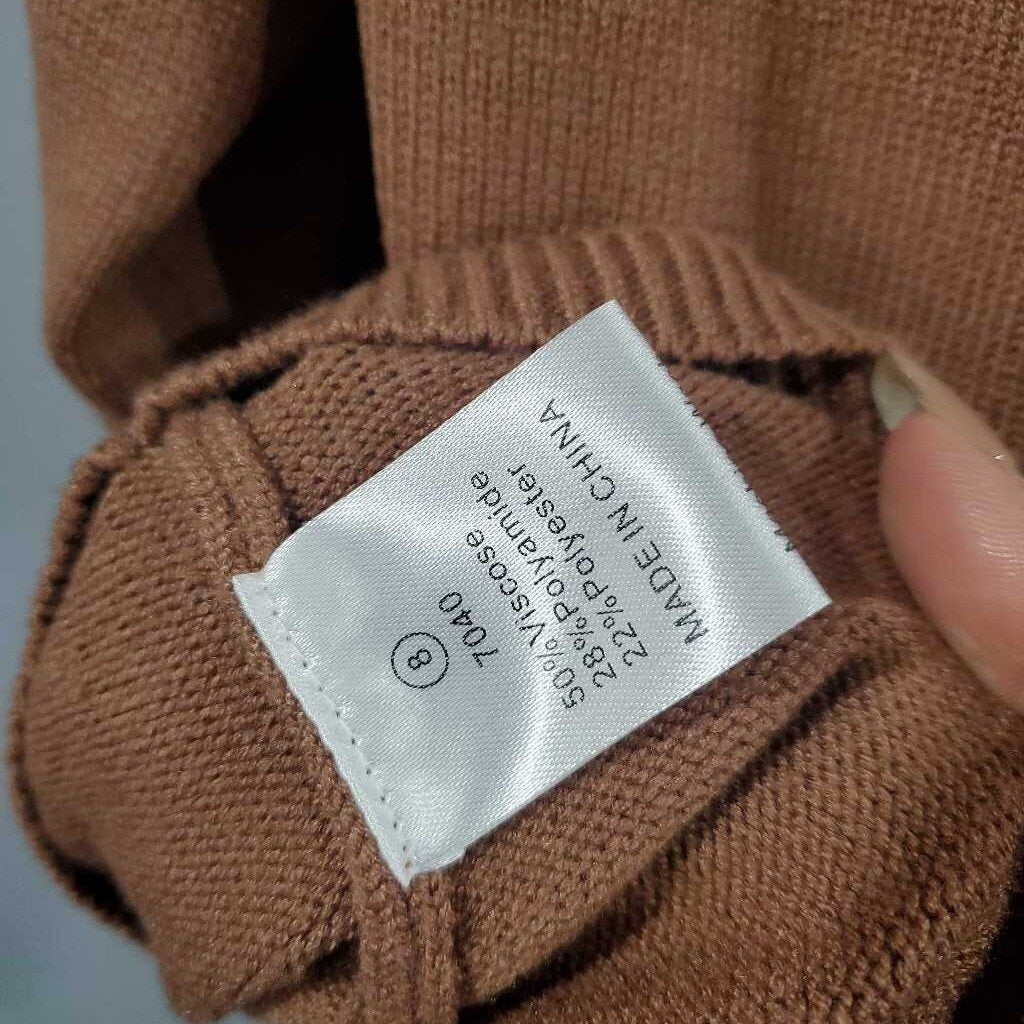 8
7040
50%Viscose
28%Polyamide
22%Polyester
MADE IN CHINA